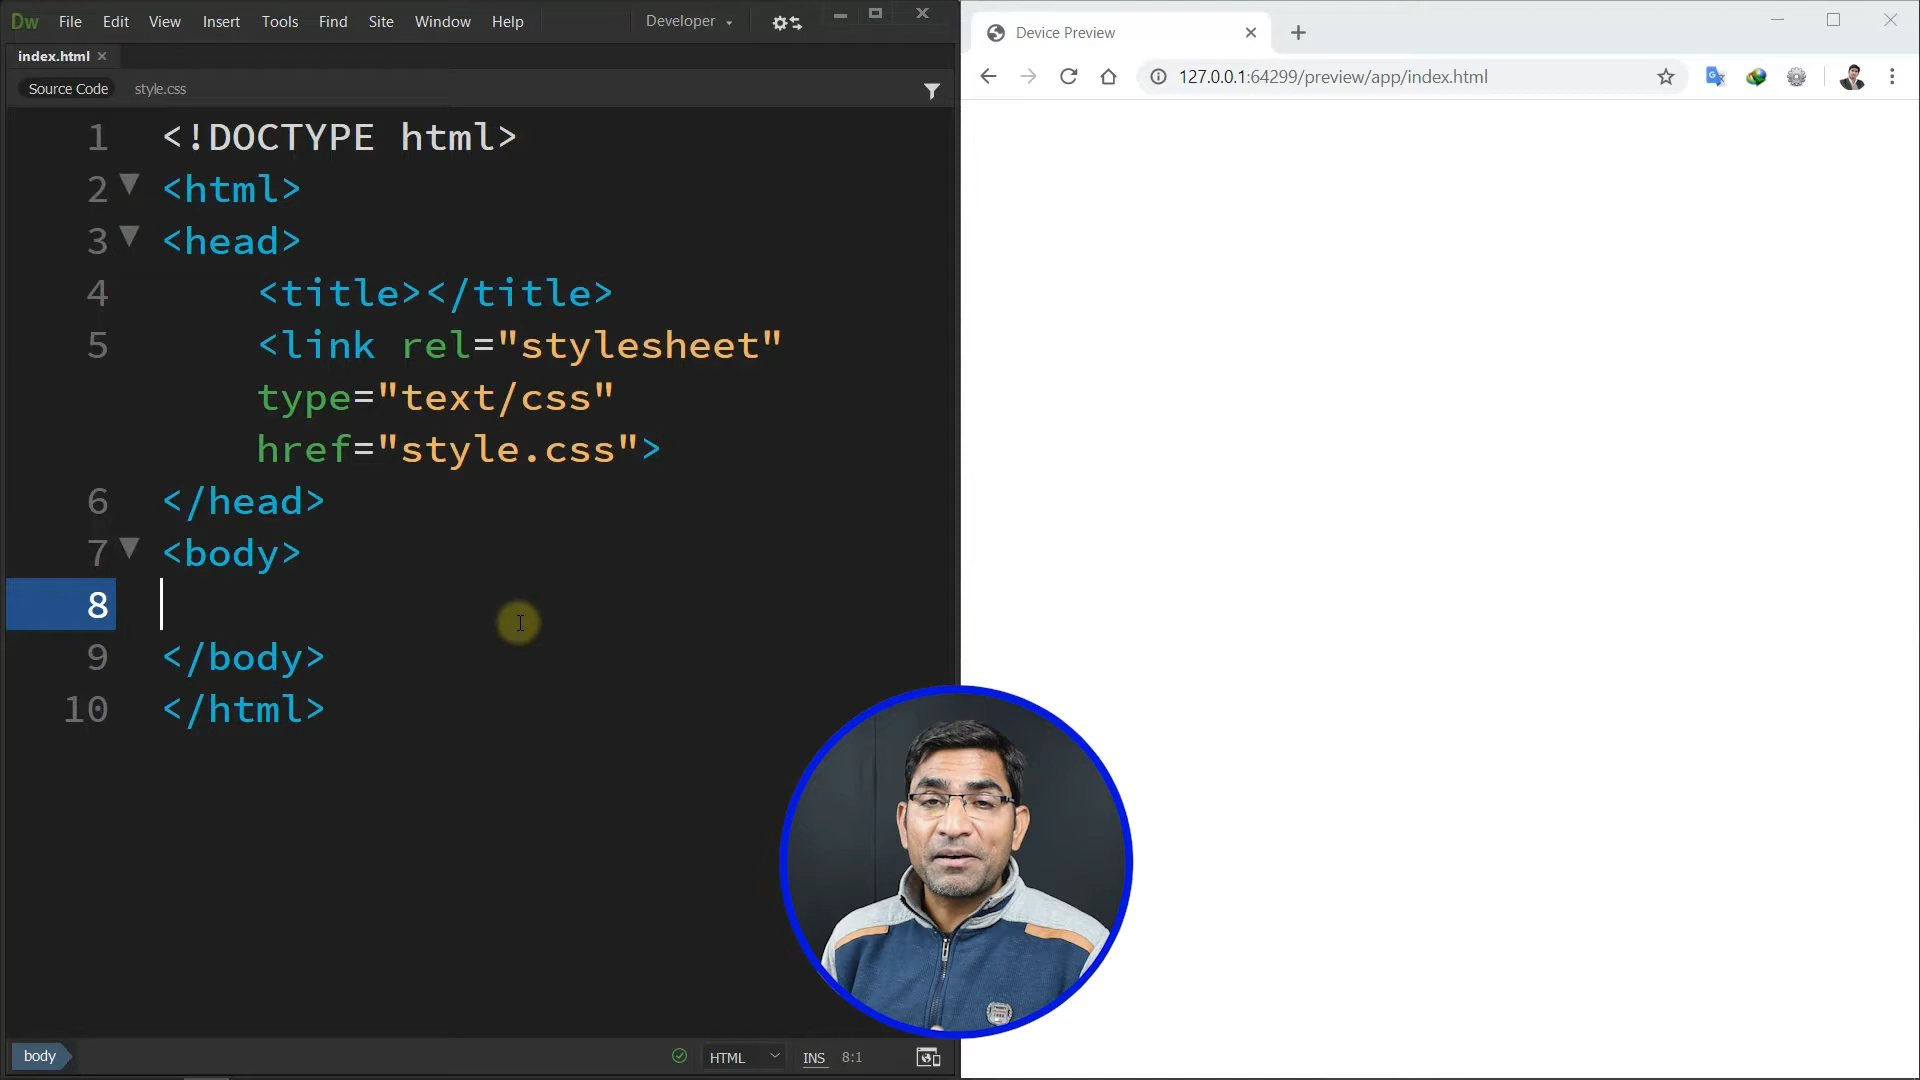 Dw File Edit View Insert Tools Find Site Window Help Developer
index.html
Source Code style.css
1 <!DOCTYPE html>
2 <html>
3 <head>
4 <title></title>
5 <link rel="stylesheet"
type="text/css"
href="style.css">
6 </head>
7 <body>
8
9 </body>
10 </html>
body HTML INS 8:1
Device Preview
127.0.0.1:64299/preview/app/index.html